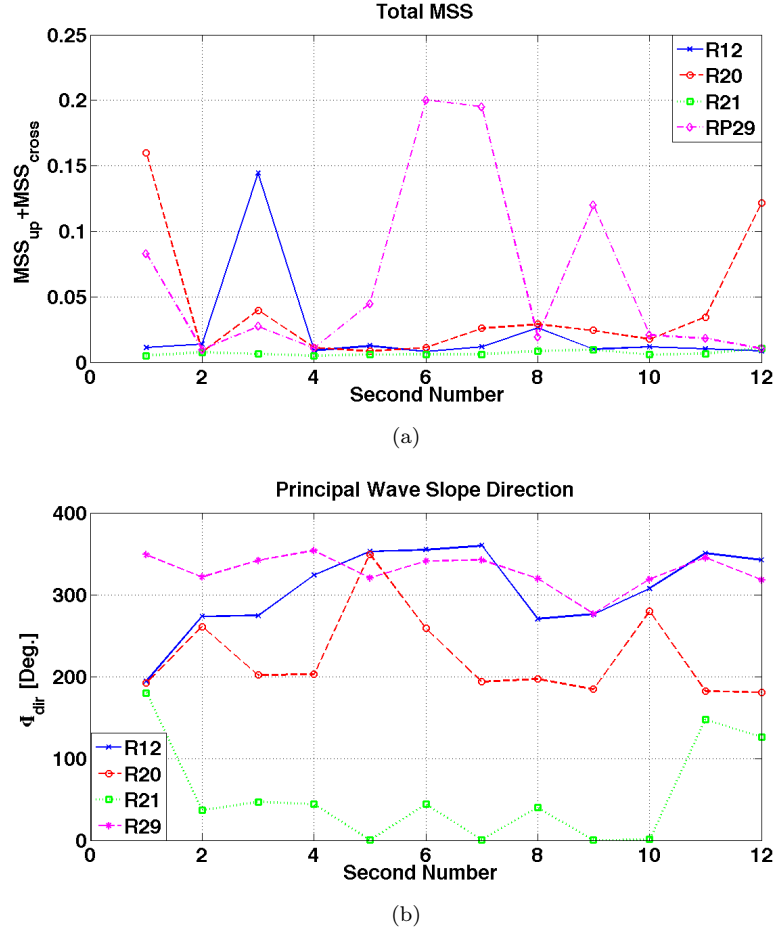 Total MSS
0.25
0.2
0.15
0.1
0.05
0
MSS_up+MSS_cross
R12
R20
R21
RP29
0 2 4 6 8 10 12
Second Number
(a)
Principal Wave Slope Direction
400
300
200
100
0
Φ_dir [Deg.]
R12
R20
R21
R29
0 2 4 6 8 10 12
Second Number
(b)